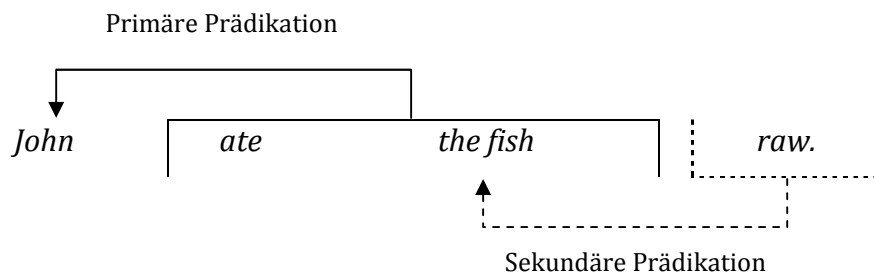 Primäre Prädikation
John ate the fish raw.
Sekundäre Prädikation